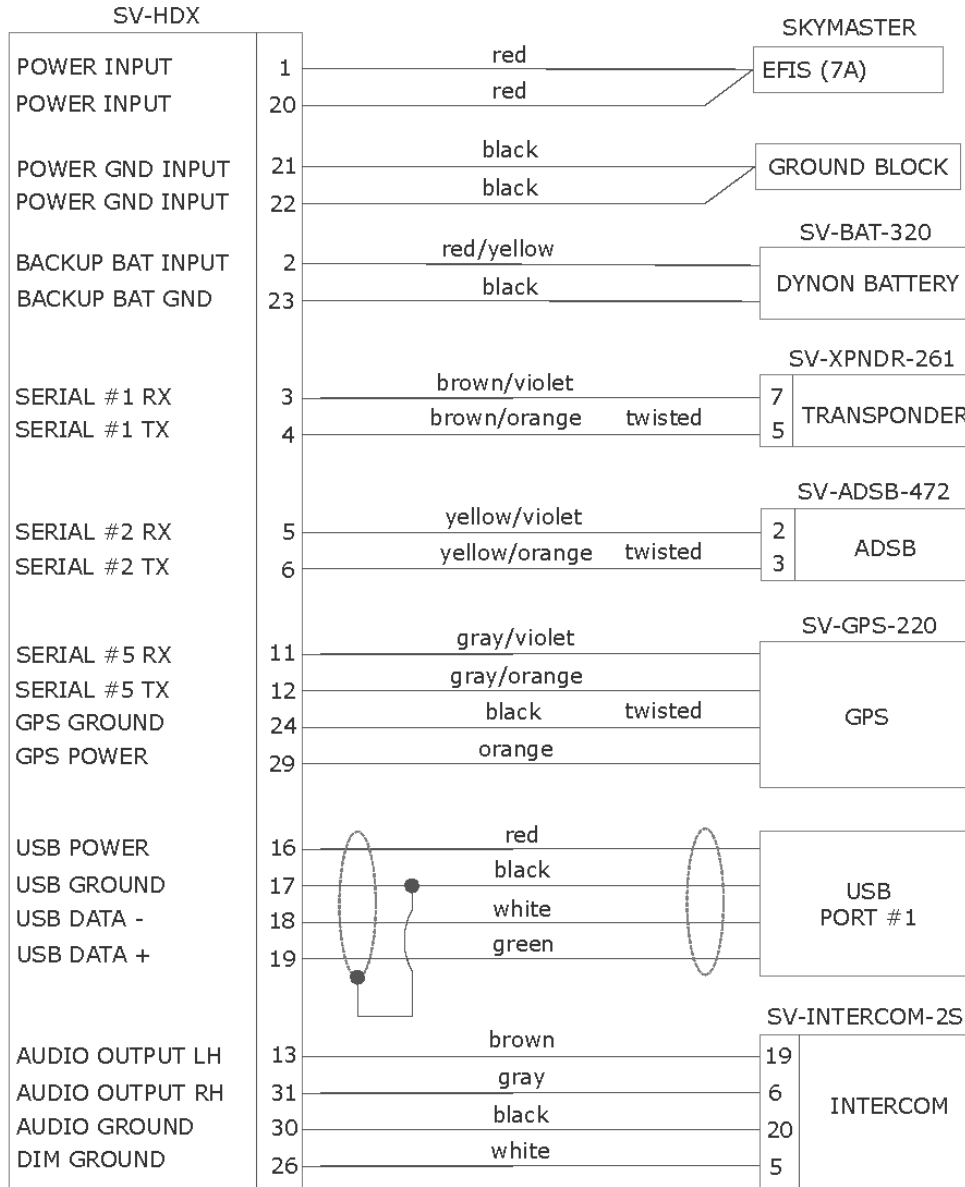 SV-HDX
SKYMASTER
POWER INPUT 1 red EFIS (7A)
POWER INPUT 20 red
POWER GND INPUT 21 black GROUND BLOCK
POWER GND INPUT 22 black
SV-BAT-320
BACKUP BAT INPUT 2 red/yellow DYNON BATTERY
BACKUP BAT GND 23 black
SV-XPNDR-261
SERIAL #1 RX 3 brown/violet 7 TRANSPONDER
SERIAL #1 TX 4 brown/orange twisted 5
SV-ADSB-472
SERIAL #2 RX 5 yellow/violet 2 ADSB
SERIAL #2 TX 6 yellow/orange twisted 3
SV-GPS-220
SERIAL #5 RX 11 gray/violet
SERIAL #5 TX 12 gray/orange
GPS GROUND 24 black twisted GPS
GPS POWER 29 orange
USB POWER 16 red
USB GROUND 17 black USB
USB DATA - 18 white PORT #1
USB DATA + 19 green
SV-INTERCOM-2S
AUDIO OUTPUT LH 13 brown 19
AUDIO OUTPUT RH 31 gray 6 INTERCOM
AUDIO GROUND 30 black 20
DIM GROUND 26 white 5